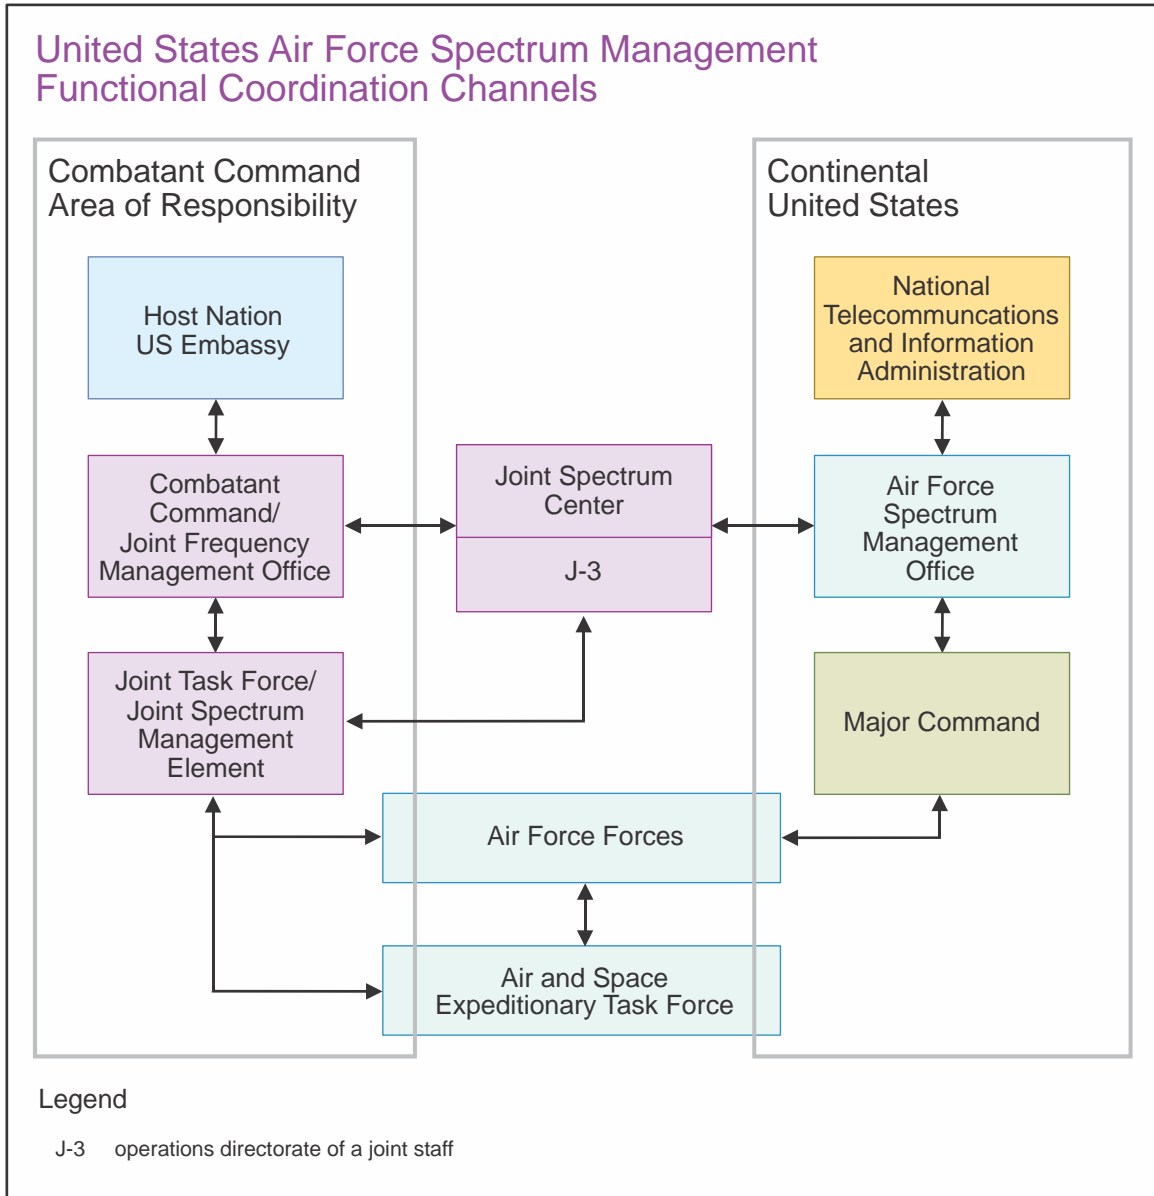 United States Air Force Spectrum Management
Functional Coordination Channels
Combatant Command
Area of Responsibility
Continental
United States
Host Nation
US Embassy
National
Telecommuncations
and Information
Administration
Combatant
Command/
Joint Frequency
Management Office
Joint Spectrum
Center
J-3
Air Force
Spectrum
Management
Office
Joint Task Force/
Joint Spectrum
Management
Element
Major Command
Air Force Forces
Air and Space
Expeditionary Task Force
Legend
J-3 operations directorate of a joint staff